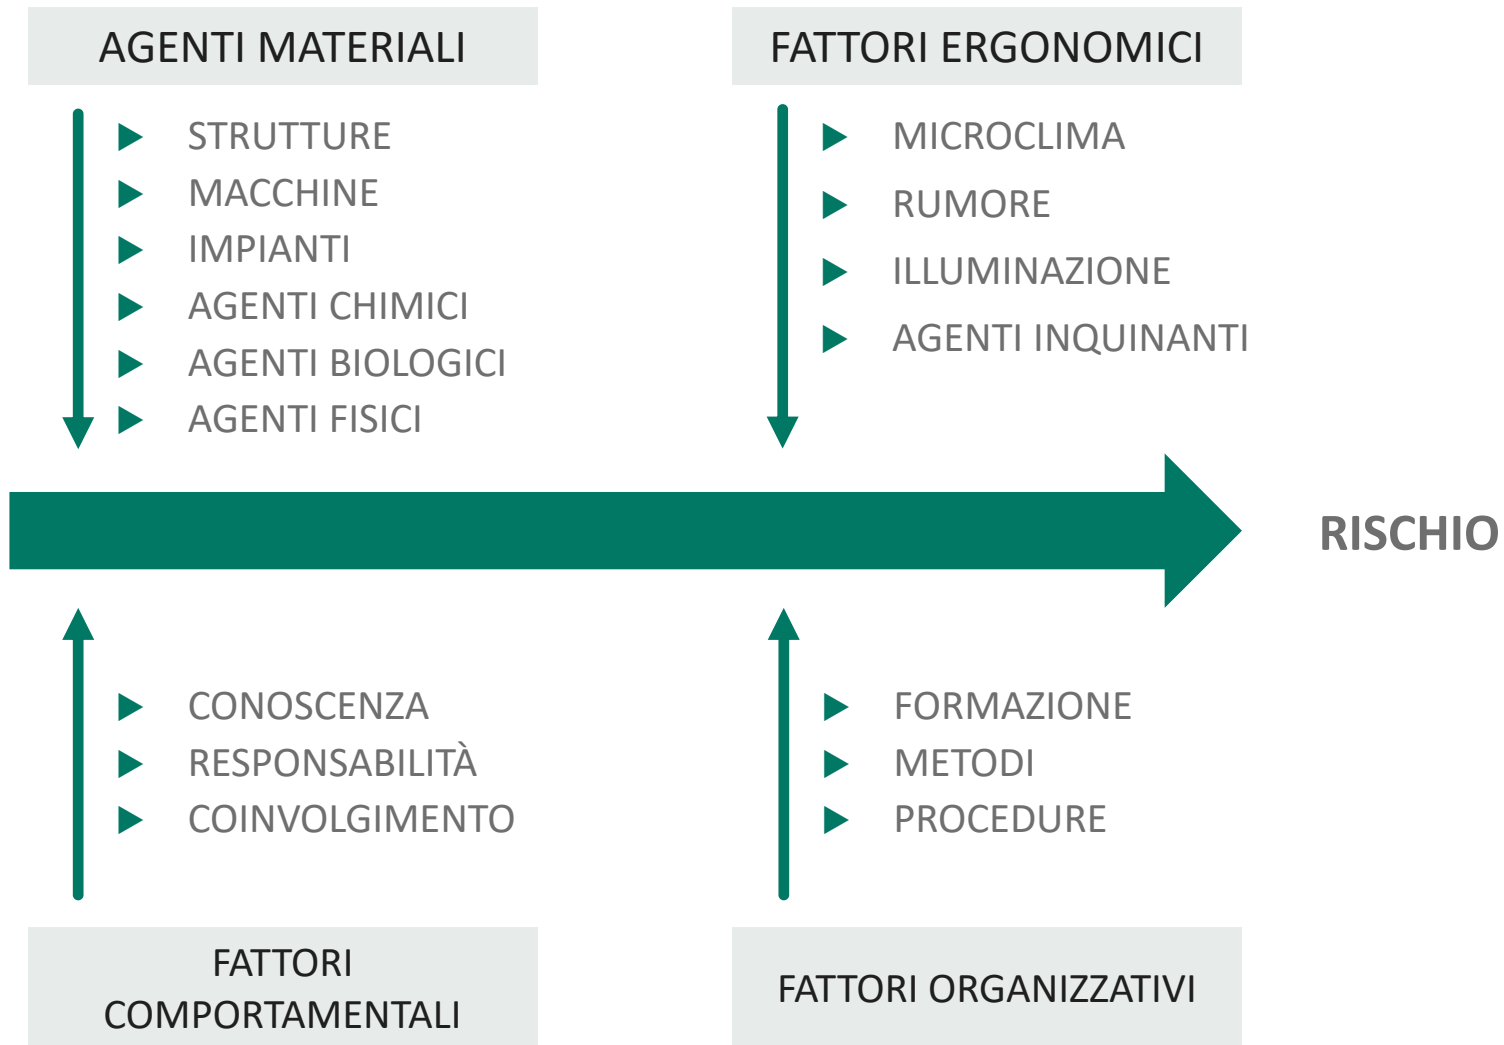 AGENTI MATERIALI
STRUTTURE
MACCHINE
IMPIANTI
AGENTI CHIMICI
AGENTI BIOLOGICI
AGENTI FISICI
FATTORI ERGONOMICI
MICROCLIMA
RUMORE
ILLUMINAZIONE
AGENTI INQUINANTI
RISCHIO
CONOSCENZA
RESPONSABILITÀ
COINVOLGIMENTO
FATTORI
COMPORTAMENTALI
FORMAZIONE
METODI
PROCEDURE
FATTORI ORGANIZZATIVI